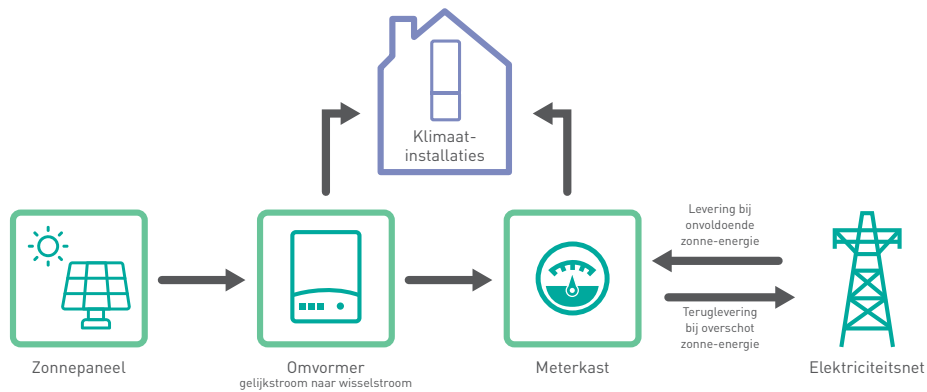 Klimaat-
installaties
Levering bij
onvoldoende
zonne-energie
Teruglevering
bij overschot
zonne-energie
Zonnepaneel
Omvormer
gelijkstroom naar wisselstroom
Meterkast
Elektriciteitsnet